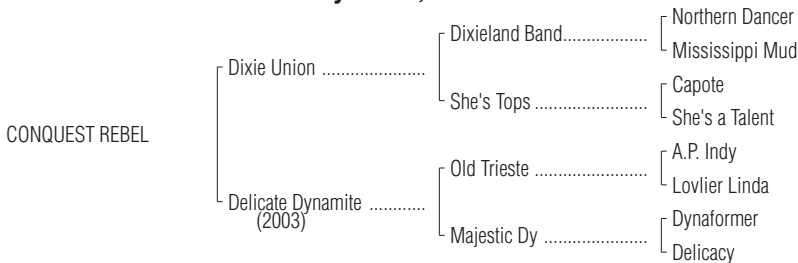 Northern Dancer
Dixieland Band..................
Mississippi Mud
Dixie Union ......................
Capote
She's Tops ........................
She's a Talent
CONQUEST REBEL
A.P. Indy
Old Trieste ........................
Lovlier Linda
Delicate Dynamite ............
(2003)
Dynaformer
Majestic Dy ......................
Delicacy